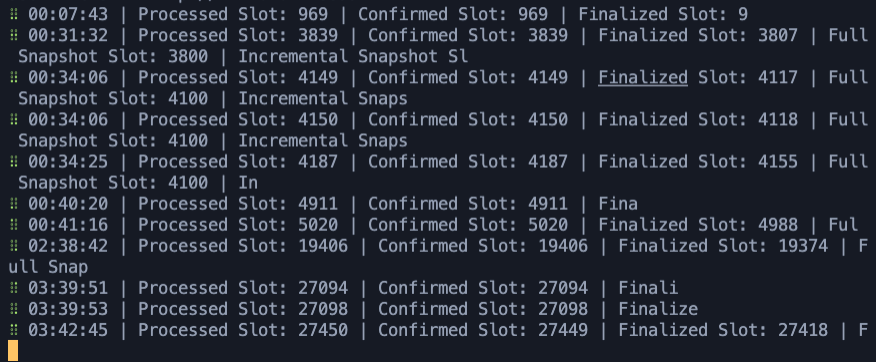 ⠿ 00:07:43 | Processed Slot: 969 | Confirmed Slot: 969 | Finalized Slot: 9
⠿ 00:31:32 | Processed Slot: 3839 | Confirmed Slot: 3839 | Finalized Slot: 3807 | Full
Snapshot Slot: 3800 | Incremental Snapshot Sl
⠿ 00:34:06 | Processed Slot: 4149 | Confirmed Slot: 4149 | Finalized Slot: 4117 | Full
Snapshot Slot: 4100 | Incremental Snaps
⠿ 00:34:06 | Processed Slot: 4150 | Confirmed Slot: 4150 | Finalized Slot: 4118 | Full
Snapshot Slot: 4100 | Incremental Snaps
⠿ 00:34:25 | Processed Slot: 4187 | Confirmed Slot: 4187 | Finalized Slot: 4155 | Full
Snapshot Slot: 4100 | In
⠿ 00:40:20 | Processed Slot: 4911 | Confirmed Slot: 4911 | Fina
⠿ 00:41:16 | Processed Slot: 5020 | Confirmed Slot: 5020 | Finalized Slot: 4988 | Ful
⠿ 02:38:42 | Processed Slot: 19406 | Confirmed Slot: 19406 | Finalized Slot: 19374 | F
ull Snap
⠿ 03:39:51 | Processed Slot: 27094 | Confirmed Slot: 27094 | Finali
⠿ 03:39:53 | Processed Slot: 27098 | Confirmed Slot: 27098 | Finalize
⠿ 03:42:45 | Processed Slot: 27450 | Confirmed Slot: 27449 | Finalized Slot: 27418 | F